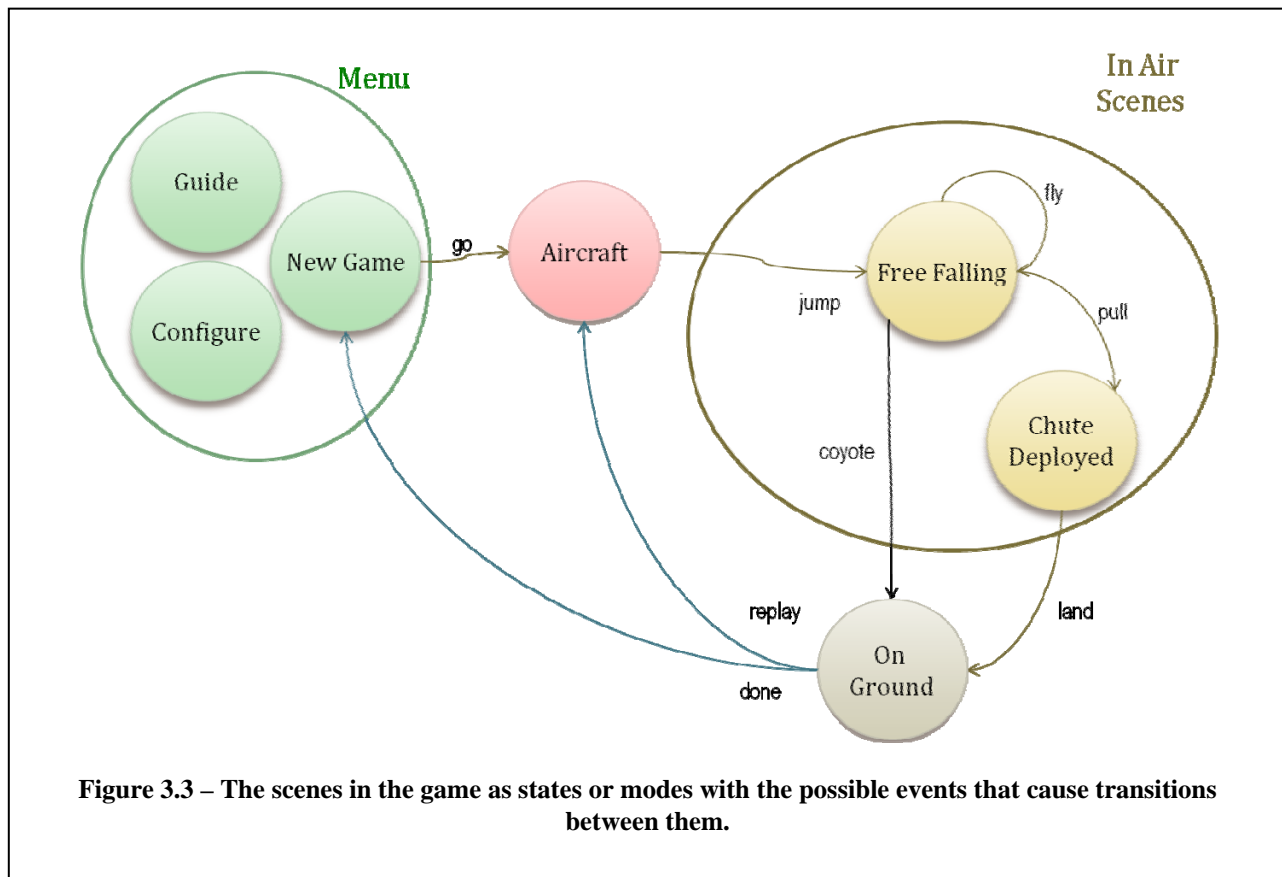 Menu
In Air
Scenes
Guide
New Game
Configure
go
Aircraft
jump
Free Falling
fly
pull
Chute
Deployed
coyote
land
replay
done
On
Ground
Figure 3.3 – The scenes in the game as states or modes with the possible events that cause transitions
between them.